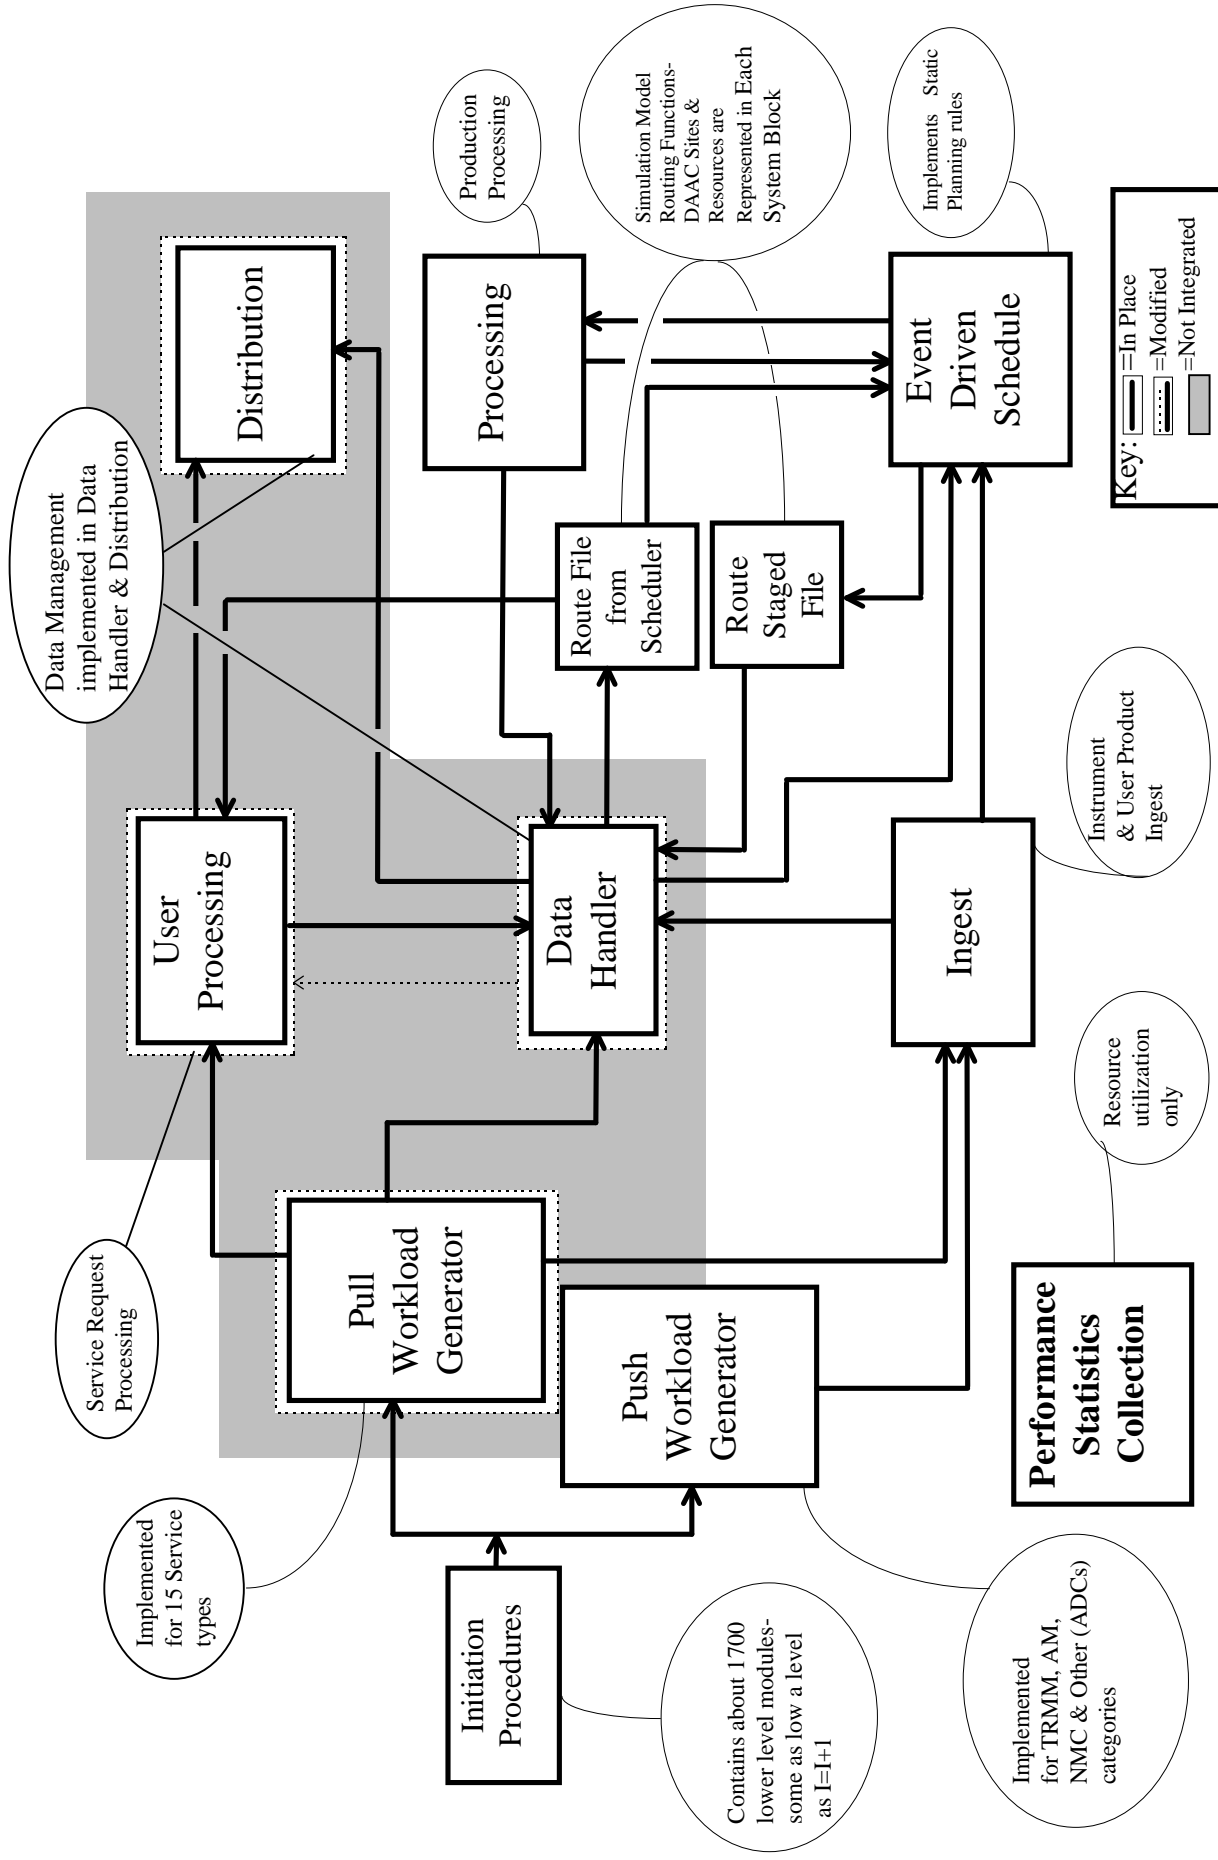 Data Management
implemented in Data
Handler & Distribution
Service Request
Processing
Implemented
for 15 Service
types
User
Processing
Distribution
Production
Processing
Pull
Workload
Generator
Data
Handler
Processing
Initiation
Procedures
Route File
from
Scheduler
Simulation Model
Routing Functions-
DAAC Sites &
Resources are
Represented in Each
System Block
Push
Workload
Generator
Route
Staged
File
Contains about 1700
lower level modules-
some as low a level
as I=I+1
Ingest
Event
Driven
Schedule
Implements Static
Planning rules
Implemented
for TRMM, AM,
NMC & Other (ADCs)
categories
Performance
Statistics
Collection
Resource
utilization
only
Instrument
& User Product
Ingest
Key:
=In Place
=Modified
=Not Integrated